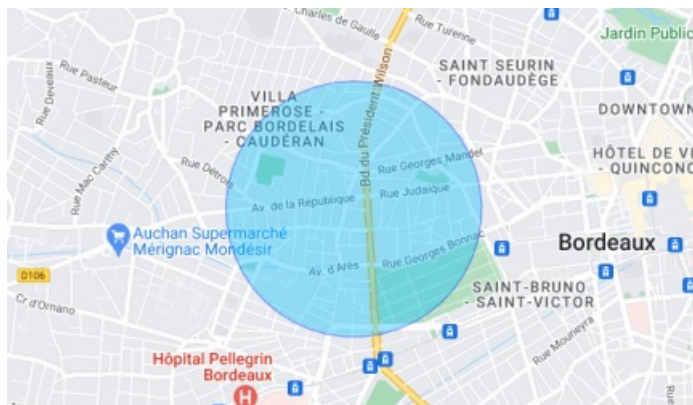 Charles de Gaulle
Rue Turenne
Jardin Public
Rue Pasteur
Rue Deveaux
Bd du Président Wilson
SAINT SEURIN
- FONDAUDÈGE
VILLA
PRIMEROSE -
PARC BORDELAIS
- CAUDÉRAN
DOWNTOWN
HÔTEL DE VI
- QUINCONC
Rue Mac Carthy
Rue Détrois
Rue Georges Mandel
Av. de la République
Rue Judaïque
Auchan Supermarché
Mérignac Mondésir
Bordeaux
Rue Georges Bonnac
Av. d'Arès
D106
SAINT-BRUNO
- SAINT-VICTOR
Cr d'Ornano
Rue Mouneyra
Hôpital Pellegrin
Bordeaux
H